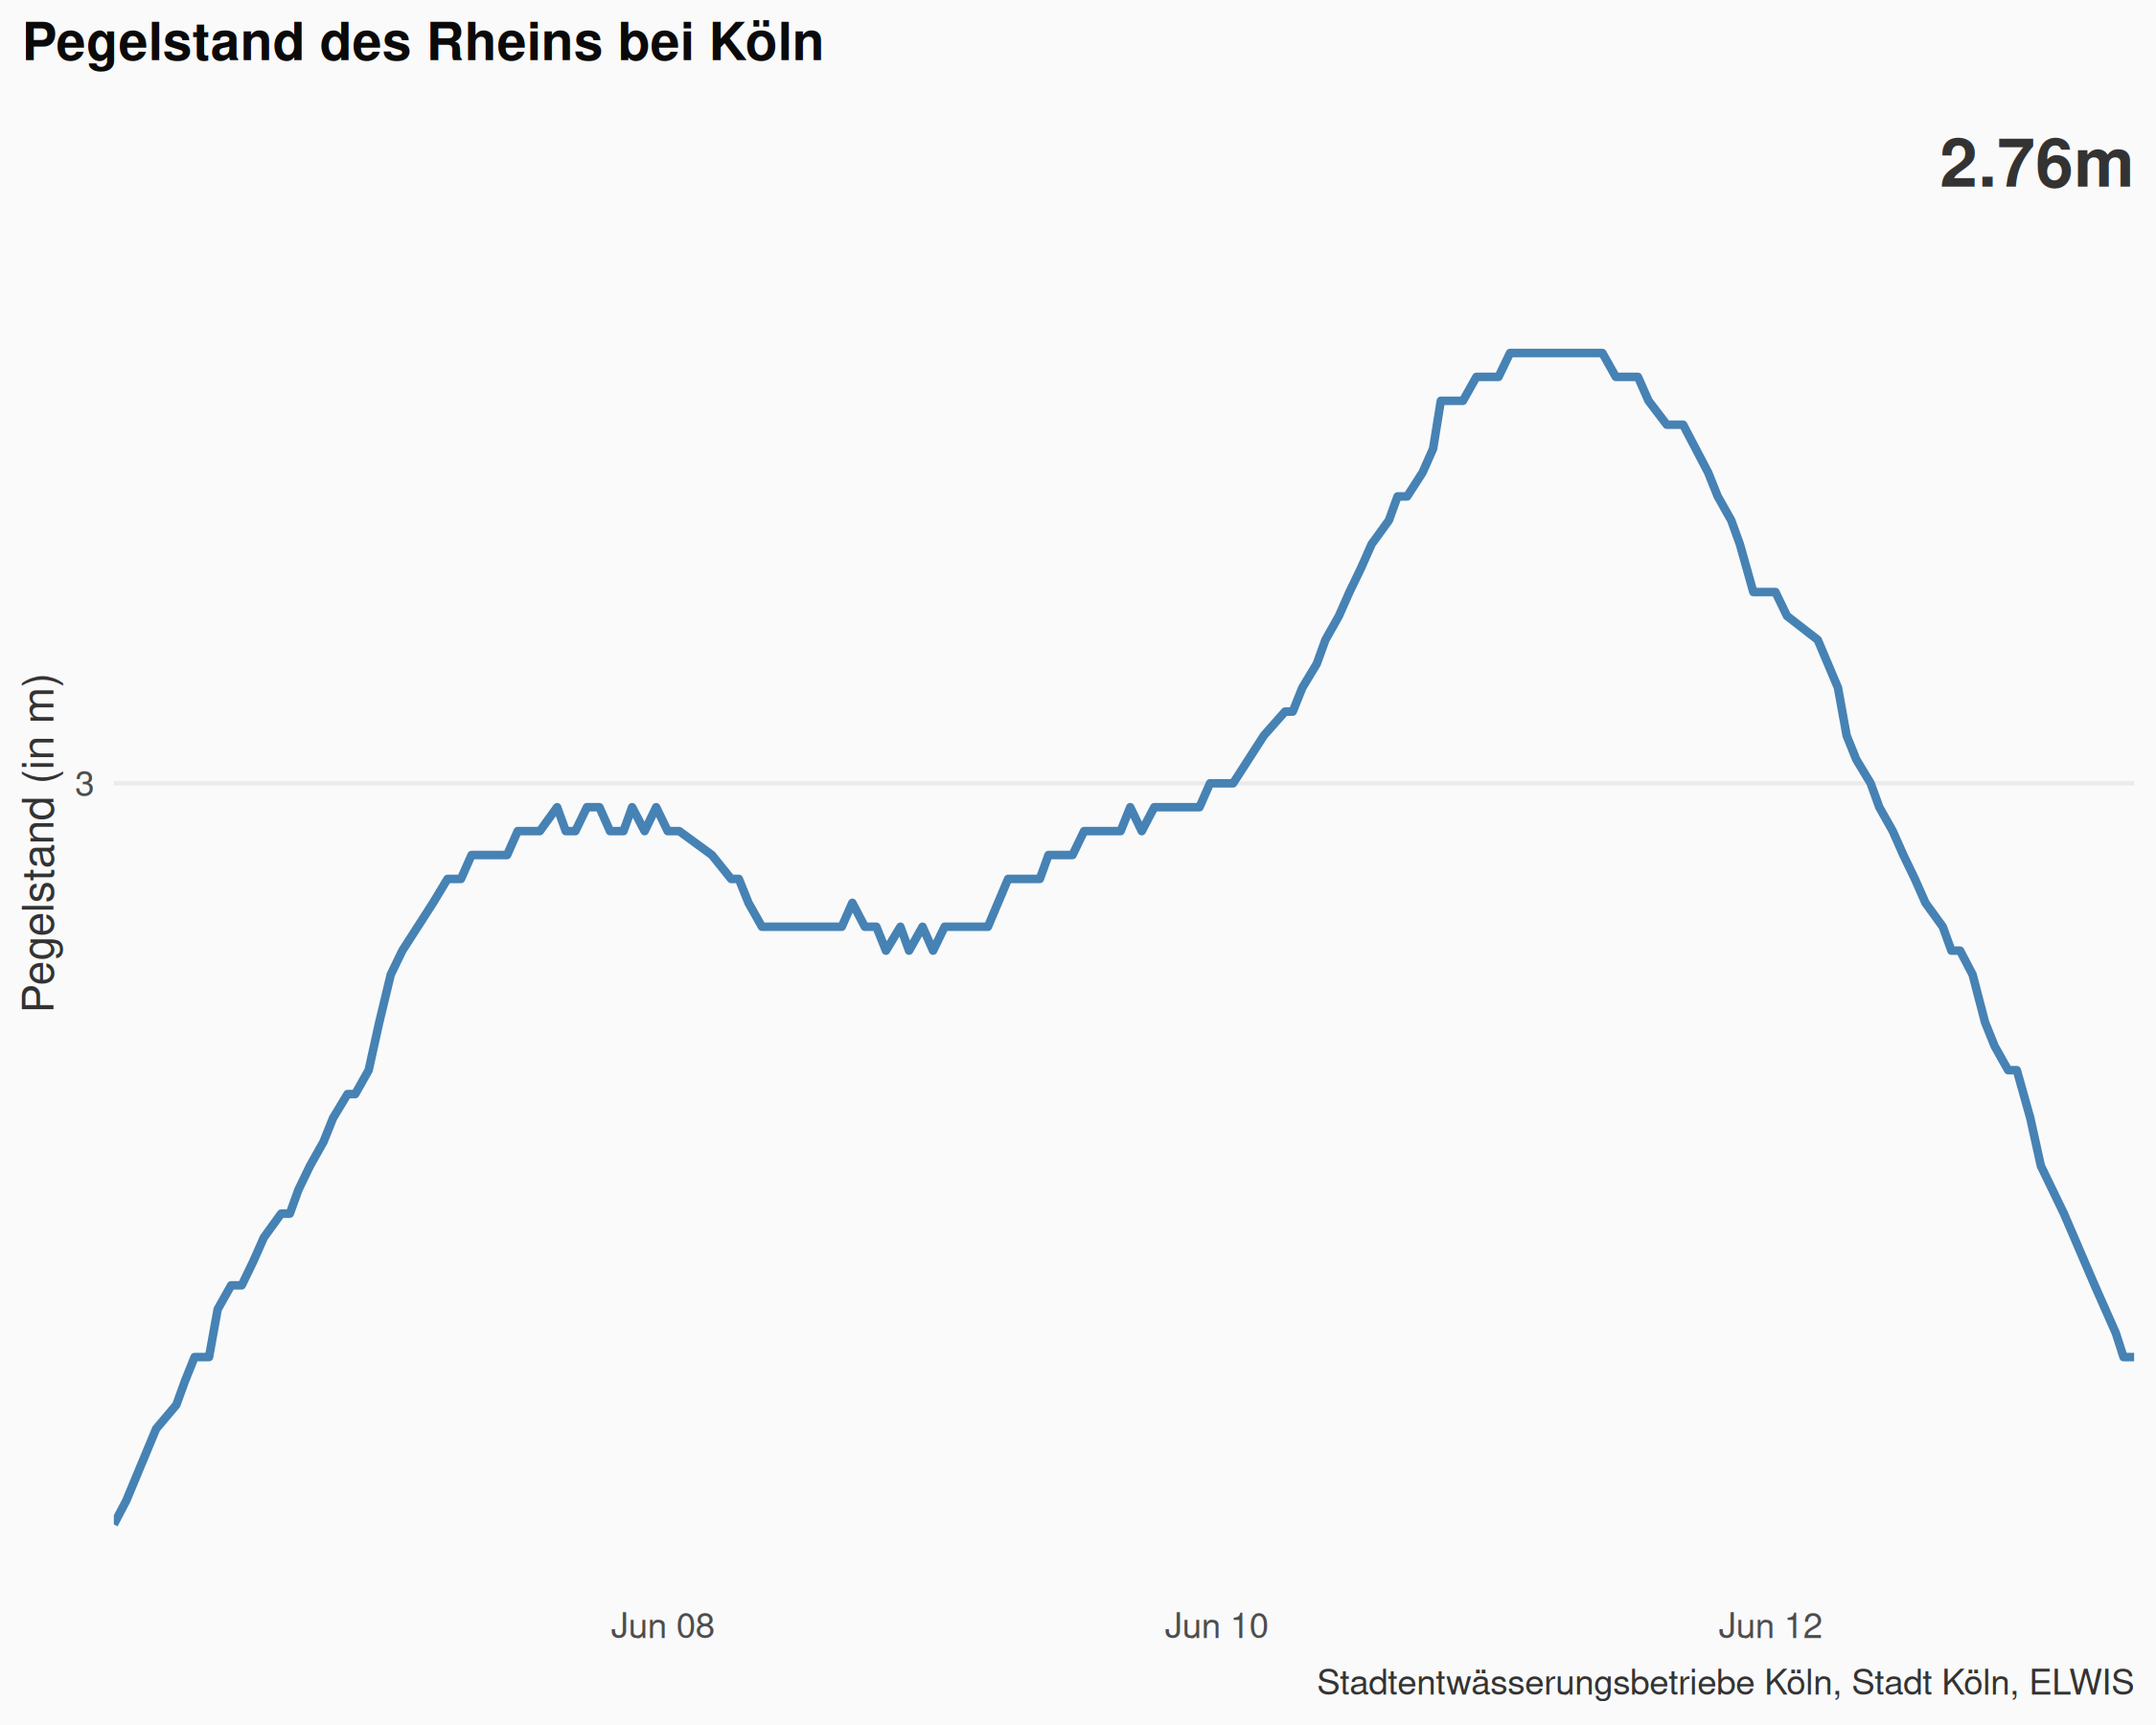 Pegelstand des Rheins bei Köln
2.76m
Pegelstand (in m)
3
Jun 08
Jun 10
Jun 12
Stadtentwässerungsbetriebe Köln, Stadt Köln, ELWIS